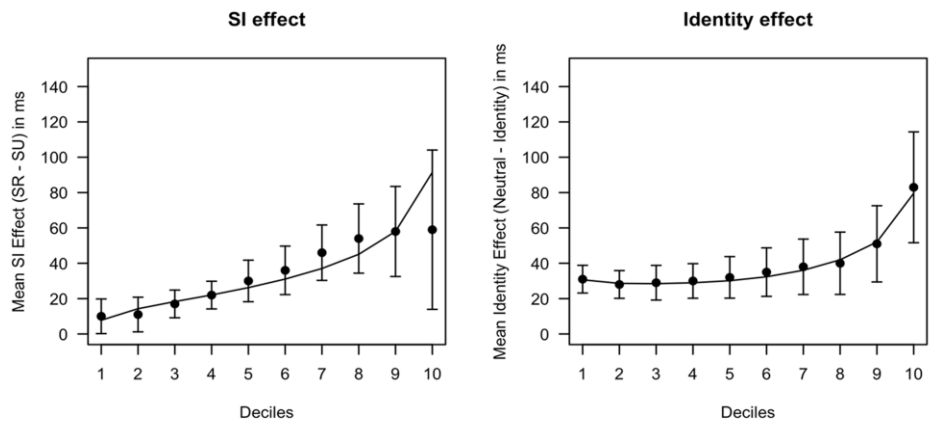 SI effect
Mean SI Effect (SR - SU) in ms
140
120
100
80
60
40
20
0
1 2 3 4 5 6 7 8 9 10
Deciles
Identity effect
Mean Identity Effect (Neutral - Identity) in ms
140
120
100
80
60
40
20
0
1 2 3 4 5 6 7 8 9 10
Deciles